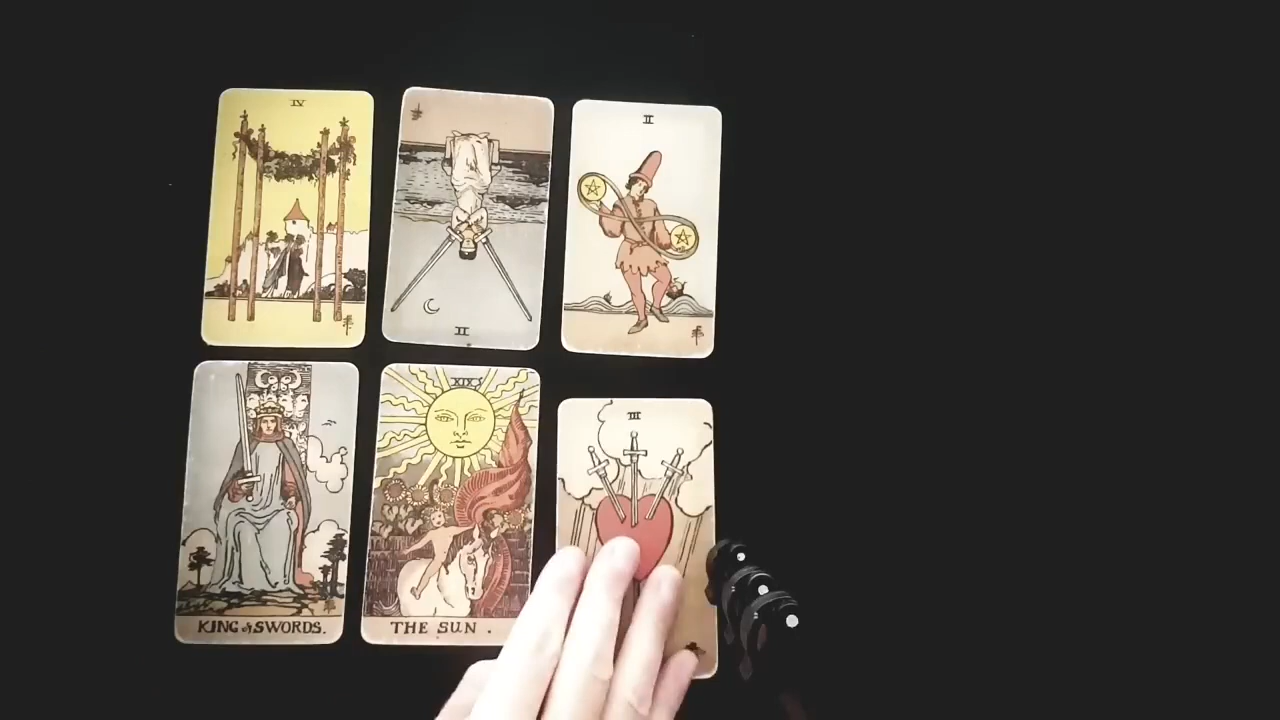 IV
II
II
XIX
III
KING of SWORDS.
THE SUN .